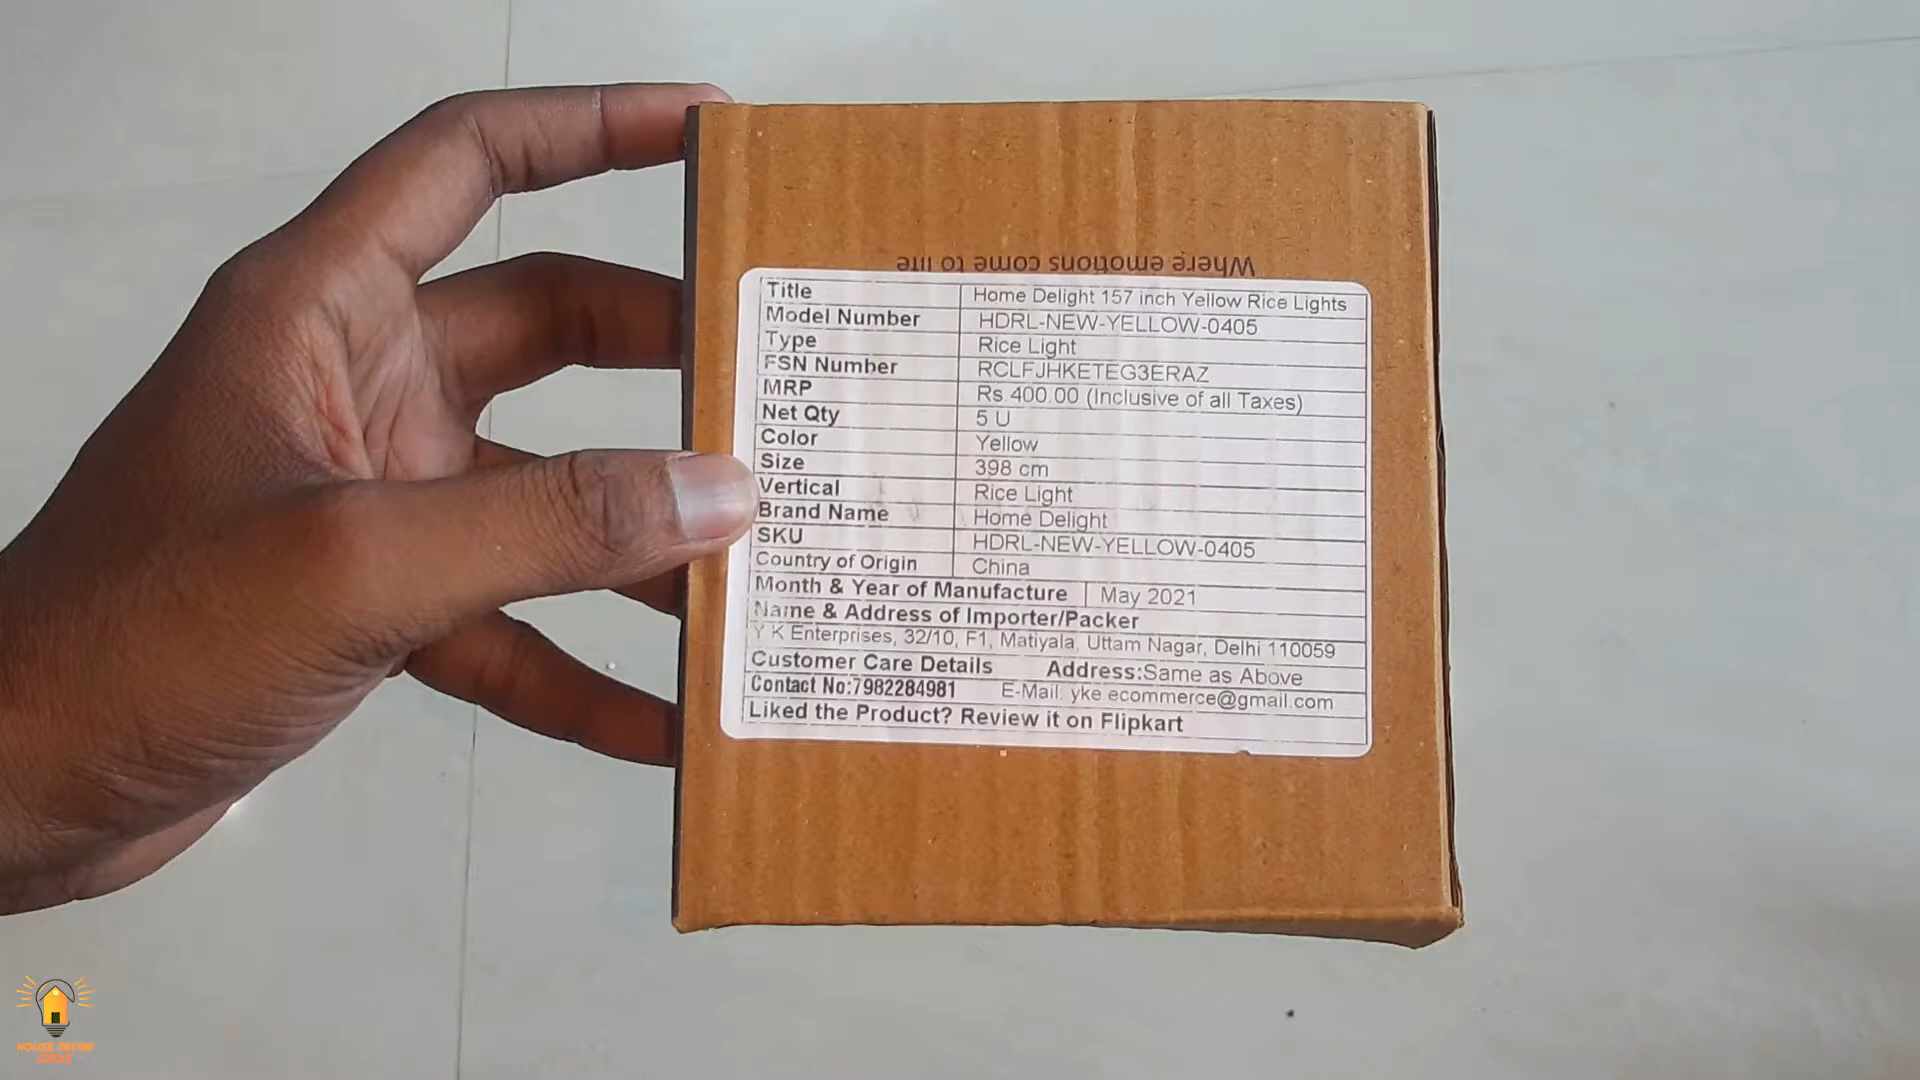 Where emotions come to life
Title Home Delight 157 inch Yellow Rice Lights
Model Number HDRL-NEW-YELLOW-0405
Type Rice Light
FSN Number RCLFJHKETEG3ERAZ
MRP Rs 400.00 (Inclusive of all Taxes)
Net Qty 5 U
Color Yellow
Size 398 cm
Vertical Rice Light
Brand Name Home Delight
SKU HDRL-NEW-YELLOW-0405
Country of Origin China
Month & Year of Manufacture May 2021
Name & Address of Importer/Packer
Y K Enterprises, 32/10, F1, Matiyala, Uttam Nagar, Delhi 110059
Customer Care Details Address:Same as Above
Contact No:7982284981 E-Mail: yke ecommerce@gmail.com
Liked the Product? Review it on Flipkart
IDEAS